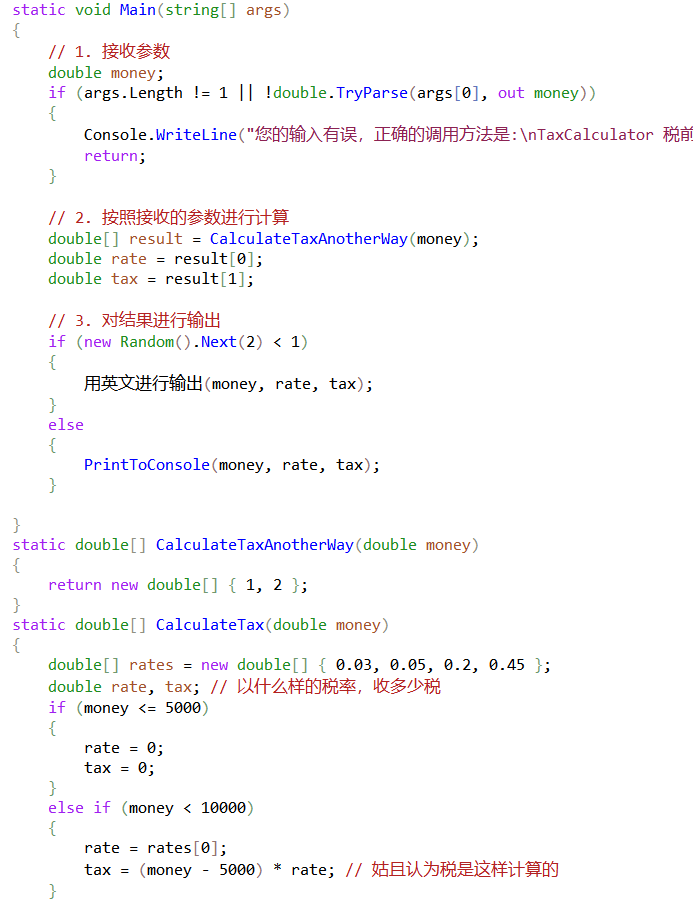 static void Main(string[] args)
{
    // 1. 接收参数
    double money;
    if (args.Length != 1 || !double.TryParse(args[0], out money))
    {
        Console.WriteLine("您的输入有误，正确的调用方法是:\nTaxCalculator 税前
        return;
    }

    // 2. 按照接收的参数进行计算
    double[] result = CalculateTaxAnotherWay(money);
    double rate = result[0];
    double tax = result[1];

    // 3. 对结果进行输出
    if (new Random().Next(2) < 1)
    {
        用英文进行输出(money, rate, tax);
    }
    else
    {
        PrintToConsole(money, rate, tax);
    }

}
static double[] CalculateTaxAnotherWay(double money)
{
    return new double[] { 1, 2 };
}
static double[] CalculateTax(double money)
{
    double[] rates = new double[] { 0.03, 0.05, 0.2, 0.45 };
    double rate, tax; // 以什么样的税率，收多少税
    if (money <= 5000)
    {
        rate = 0;
        tax = 0;
    }
    else if (money < 10000)
    {
        rate = rates[0];
        tax = (money - 5000) * rate; // 姑且认为税是这样计算的
    }